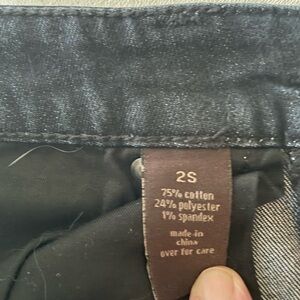 2S
75% cotton
24% polyester
1% spandex
made in
china
over for care